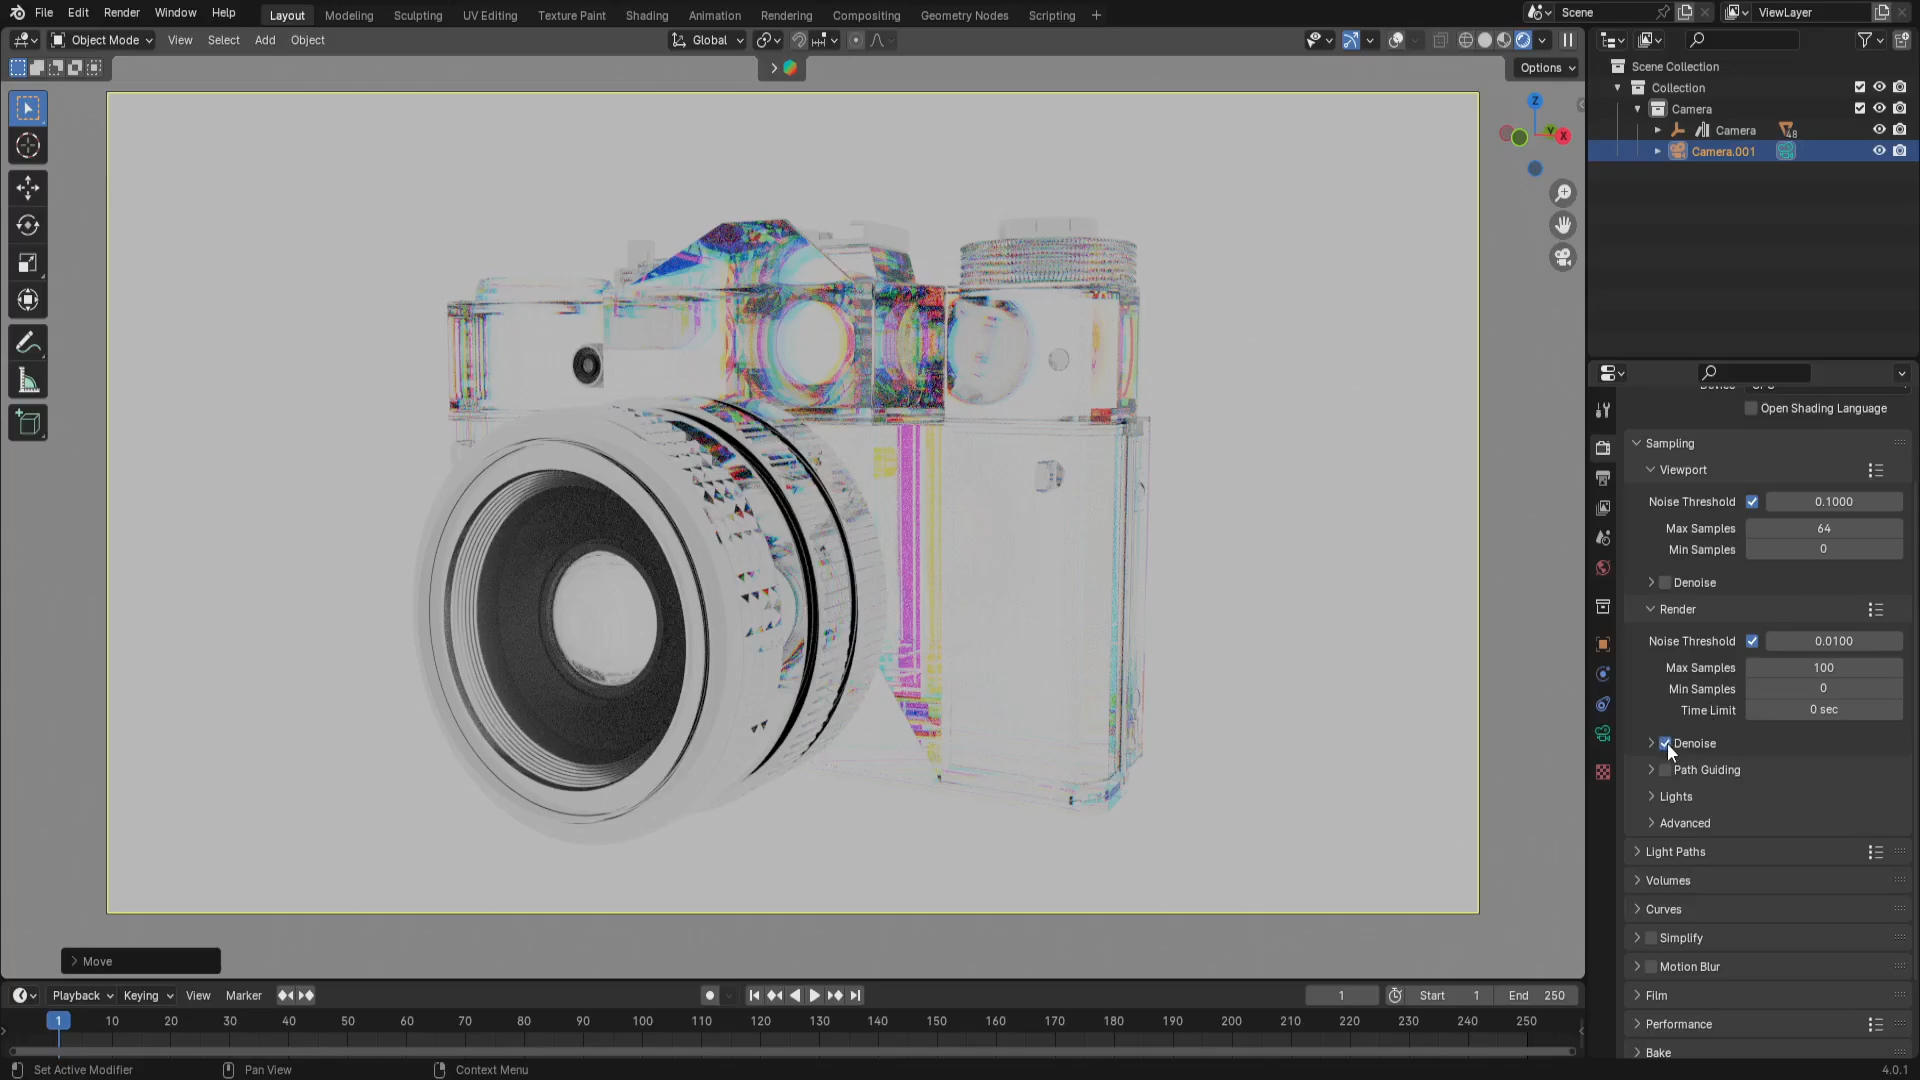 File Edit Render Window Help Layout Modeling Sculpting UV Editing Texture Paint Shading Animation Rendering Compositing Geometry Nodes Scripting + Scene ViewLayer
Object Mode View Select Add Object Global
Options
Z
Y
X
Scene Collection
Collection
Camera
Camera 48
Camera.001
Open Shading Language
Sampling
Viewport
Noise Threshold 0.1000
Max Samples 64
Min Samples 0
Denoise
Render
Noise Threshold 0.0100
Max Samples 100
Min Samples 0
Time Limit 0 sec
Denoise
Path Guiding
Lights
Advanced
Light Paths
Volumes
Curves
Simplify
Motion Blur
Film
Performance
Bake
Move
Playback Keying View Marker 1 Start 1 End 250
1 10 20 30 40 50 60 70 80 90 100 110 120 130 140 150 160 170 180 190 200 210 220 230 240 250
Set Active Modifier Pan View Context Menu 4.0.1